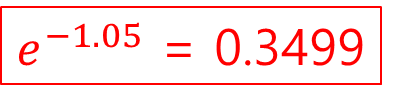 e^{-1.05} = 0.3499